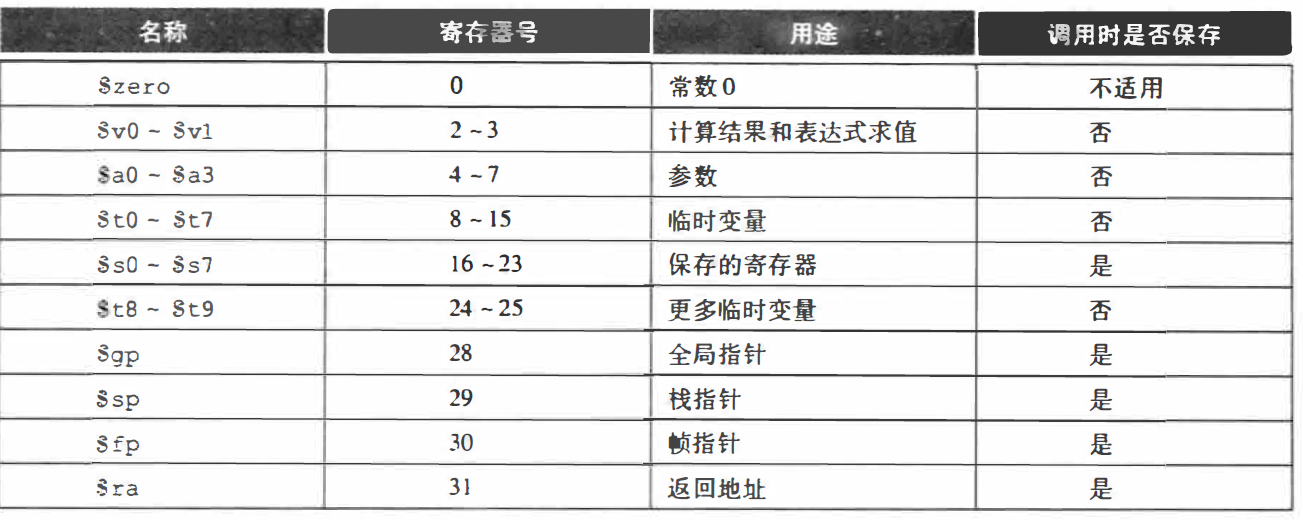 名称 寄存器号 用途 调用时是否保存
$zero 0 常数0 不适用
$v0 ~ $v1 2 ~ 3 计算结果和表达式求值 否
$a0 ~ $a3 4 ~ 7 参数 否
$t0 ~ $t7 8 ~ 15 临时变量 否
$s0 ~ $s7 16 ~ 23 保存的寄存器 是
$t8 ~ $t9 24 ~ 25 更多临时变量 否
$gp 28 全局指针 是
$sp 29 栈指针 是
$fp 30 帧指针 是
$ra 31 返回地址 是